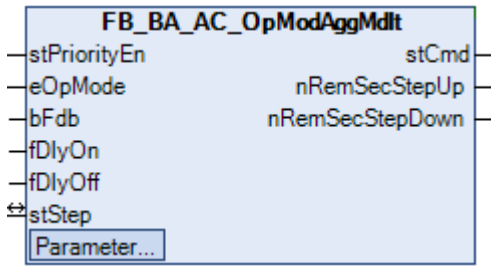 FB_BA_AC_OpModAggMdlt
stPriorityEn
stCmd
eOpMode
nRemSecStepUp
bFdb
nRemSecStepDown
fDlyOn
fDlyOff
stStep
Parameter...